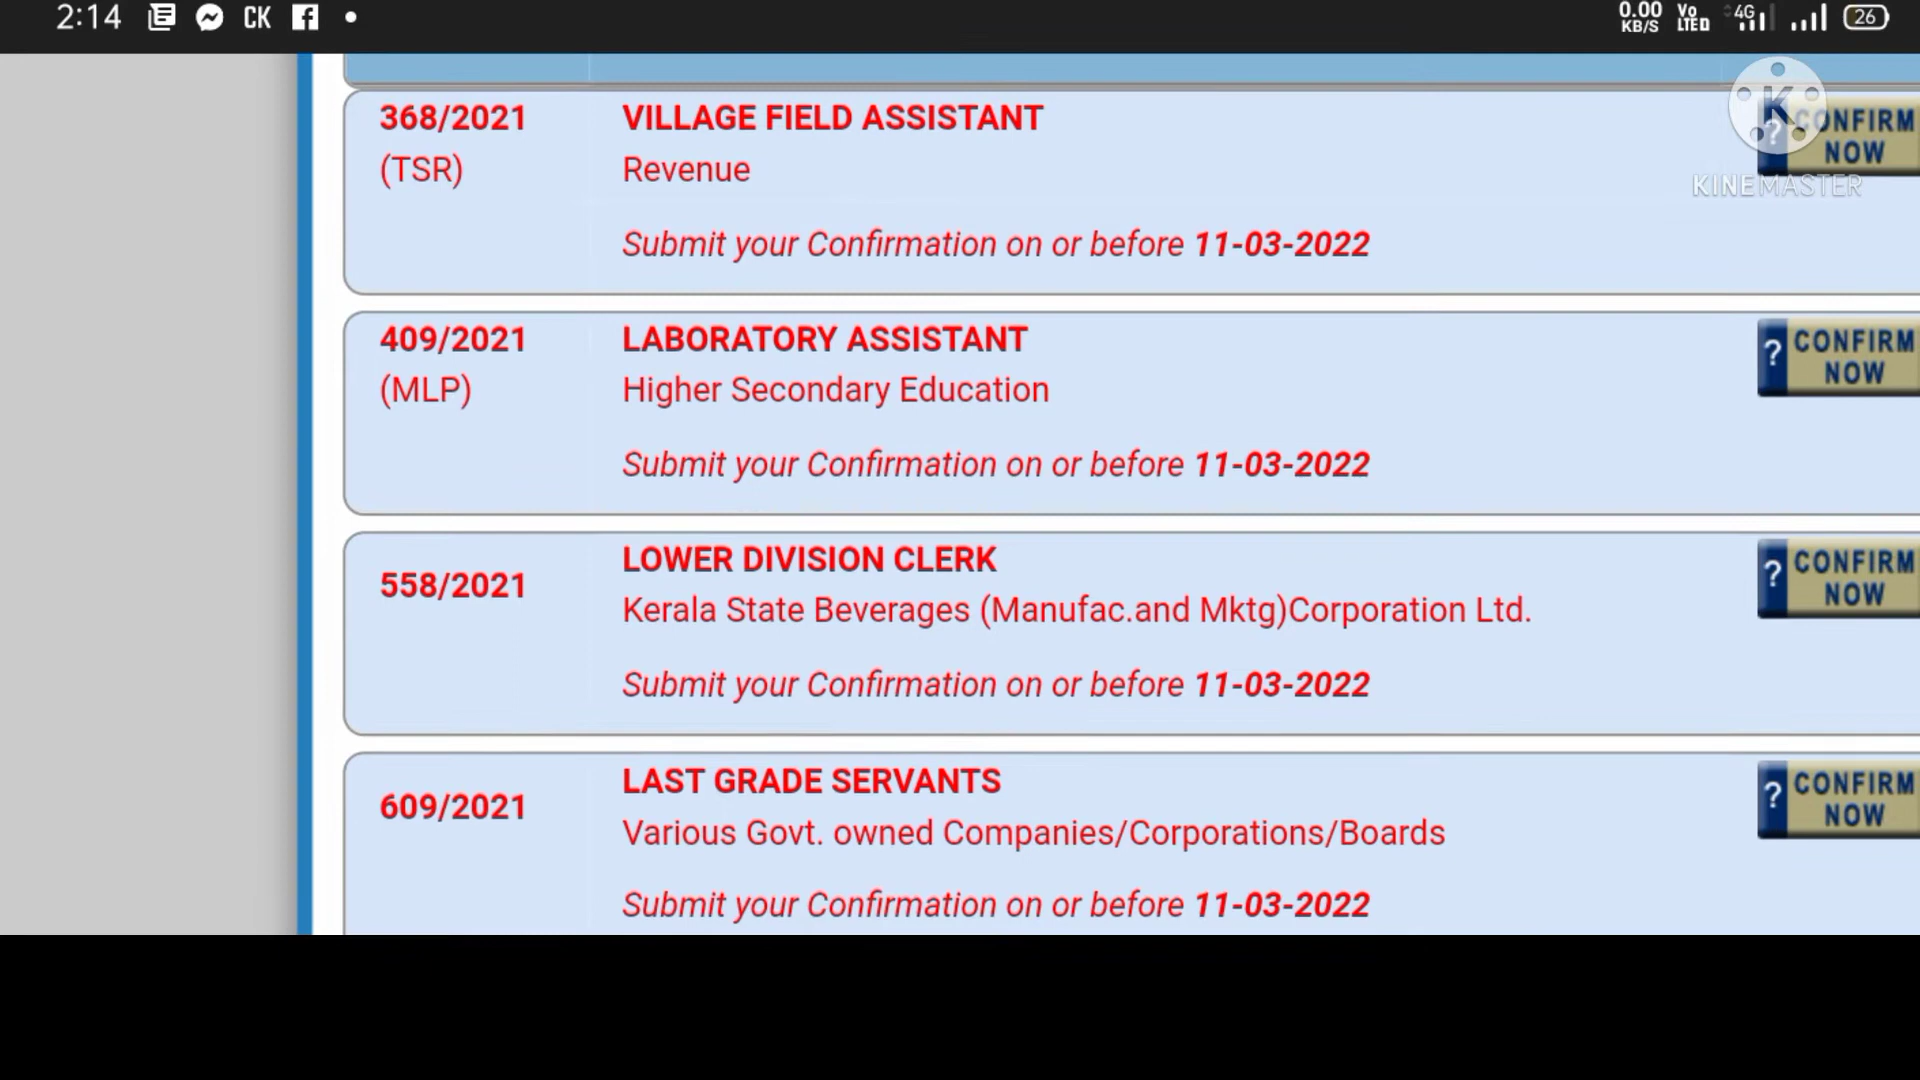 2:14 CK 0.00 KB/S Vo LTED 4G 26
368/2021 VILLAGE FIELD ASSISTANT
(TSR) Revenue
? CONFIRM NOW
K
KINEMASTER
Submit your Confirmation on or before 11-03-2022
409/2021 LABORATORY ASSISTANT
(MLP) Higher Secondary Education
? CONFIRM NOW
Submit your Confirmation on or before 11-03-2022
LOWER DIVISION CLERK
558/2021
Kerala State Beverages (Manufac.and Mktg)Corporation Ltd.
? CONFIRM NOW
Submit your Confirmation on or before 11-03-2022
LAST GRADE SERVANTS
609/2021
Various Govt. owned Companies/Corporations/Boards
? CONFIRM NOW
Submit your Confirmation on or before 11-03-2022